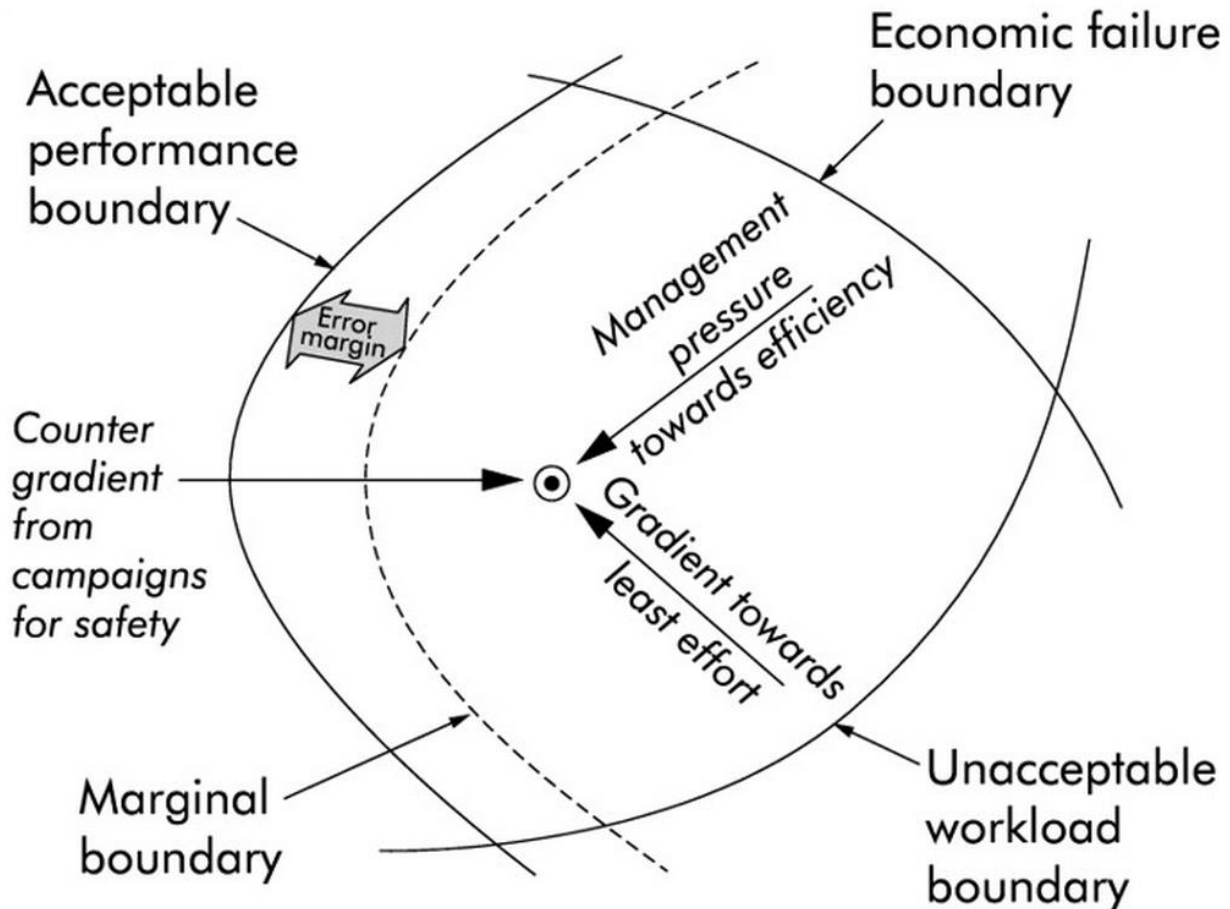 Economic failure
boundary
Acceptable
performance
boundary
Management
pressure
towards efficiency
Error
margin
Counter
gradient
from
campaigns
for safety
Gradient towards
least effort
Marginal
boundary
Unacceptable
workload
boundary